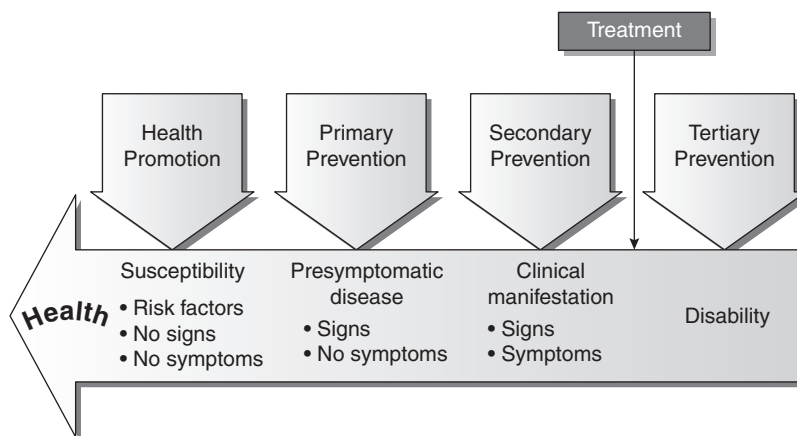 Treatment
Health
Promotion
Primary
Prevention
Secondary
Prevention
Tertiary
Prevention
Health
Susceptibility
• Risk factors
• No signs
• No symptoms
Presymptomatic
disease
• Signs
• No symptoms
Clinical
manifestation
• Signs
• Symptoms
Disability